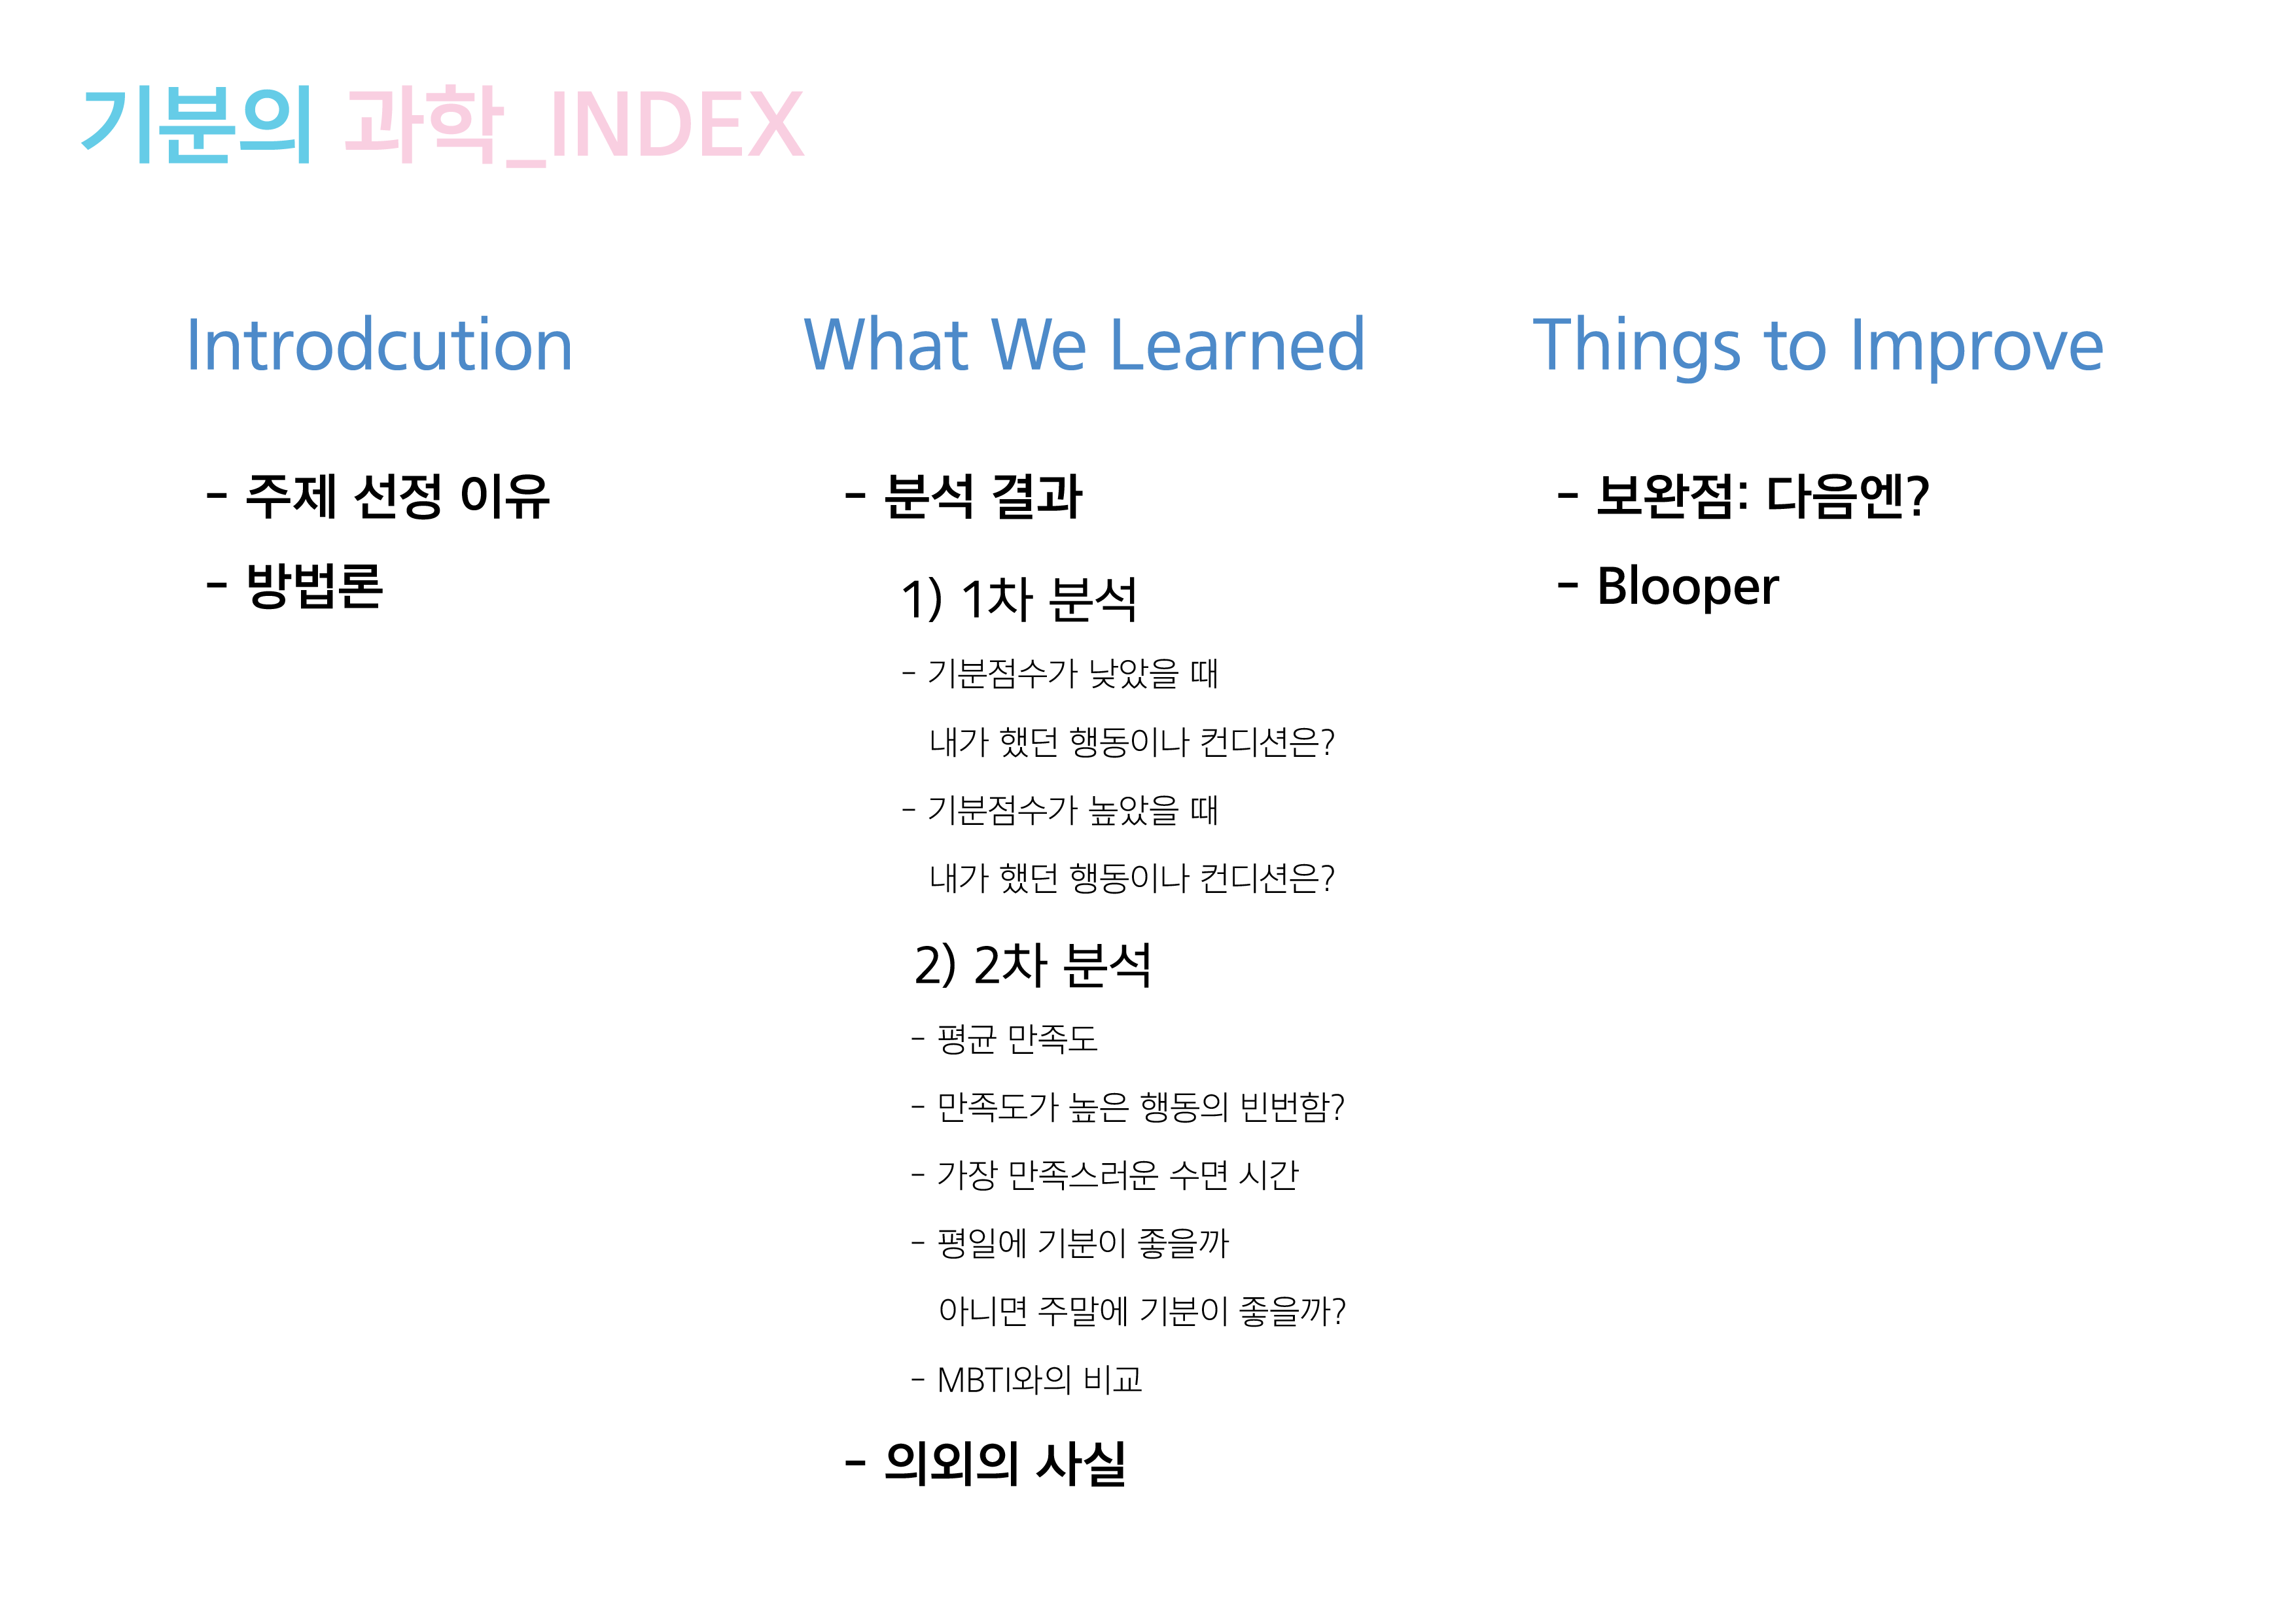 기분의 과학_INDEX
Introdcution
- 주제 선정 이유
- 방법론
What We Learned
- 분석 결과
1) 1차 분석
- 기분점수가 낮았을 때
내가 했던 행동이나 컨디션은?
- 기분점수가 높았을 때
내가 했던 행동이나 컨디션은?
2) 2차 분석
- 평균 만족도
- 만족도가 높은 행동의 빈번함?
- 가장 만족스러운 수면 시간
- 평일에 기분이 좋을까
아니면 주말에 기분이 좋을까?
- MBTI와의 비교
- 의외의 사실
Things to Improve
- 보완점: 다음엔?
- Blooper